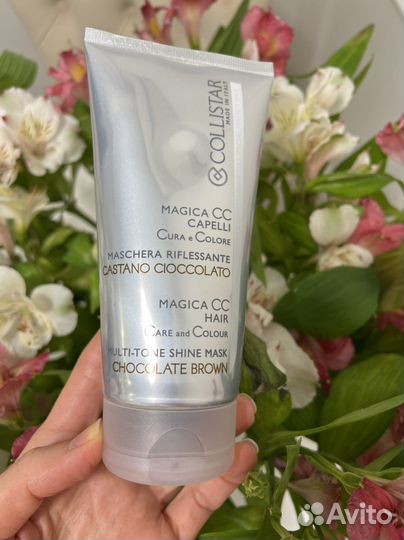 COLLISTAR
MADE IN ITALY
MAGICA CC
CAPELLI
CURA E COLORE
MASCHERA RIFLESSANTE
CASTANO CIOCCOLATO
MAGICA CC
HAIR
CARE AND COLOUR
MULTI-TONE SHINE MASK
CHOCOLATE BROWN
Avito